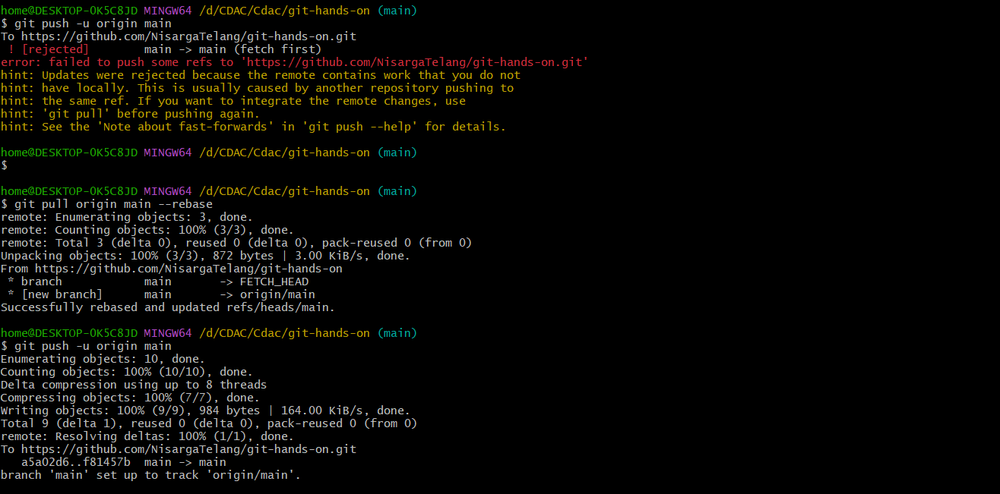 home@DESKTOP-OK5C8JD MINGW64 /d/CDAC/Cdac/git-hands-on (main)
$ git push -u origin main
To https://github.com/NisargaTelang/git-hands-on.git
 ! [rejected]        main -> main (fetch first)
error: failed to push some refs to 'https://github.com/NisargaTelang/git-hands-on.git'
hint: Updates were rejected because the remote contains work that you do not
hint: have locally. This is usually caused by another repository pushing to
hint: the same ref. If you want to integrate the remote changes, use
hint: 'git pull' before pushing again.
hint: See the 'Note about fast-forwards' in 'git push --help' for details.

home@DESKTOP-OK5C8JD MINGW64 /d/CDAC/Cdac/git-hands-on (main)
$

home@DESKTOP-OK5C8JD MINGW64 /d/CDAC/Cdac/git-hands-on (main)
$ git pull origin main --rebase
remote: Enumerating objects: 3, done.
remote: Counting objects: 100% (3/3), done.
remote: Total 3 (delta 0), reused 0 (delta 0), pack-reused 0 (from 0)
Unpacking objects: 100% (3/3), 872 bytes | 3.00 KiB/s, done.
From https://github.com/NisargaTelang/git-hands-on
 * branch            main       -> FETCH_HEAD
 * [new branch]      main       -> origin/main
Successfully rebased and updated refs/heads/main.

home@DESKTOP-OK5C8JD MINGW64 /d/CDAC/Cdac/git-hands-on (main)
$ git push -u origin main
Enumerating objects: 10, done.
Counting objects: 100% (10/10), done.
Delta compression using up to 8 threads
Compressing objects: 100% (7/7), done.
Writing objects: 100% (9/9), 984 bytes | 164.00 KiB/s, done.
Total 9 (delta 1), reused 0 (delta 0), pack-reused 0 (from 0)
remote: Resolving deltas: 100% (1/1), done.
To https://github.com/NisargaTelang/git-hands-on.git
   a5a02d6..f81457b  main -> main
branch 'main' set up to track 'origin/main'.